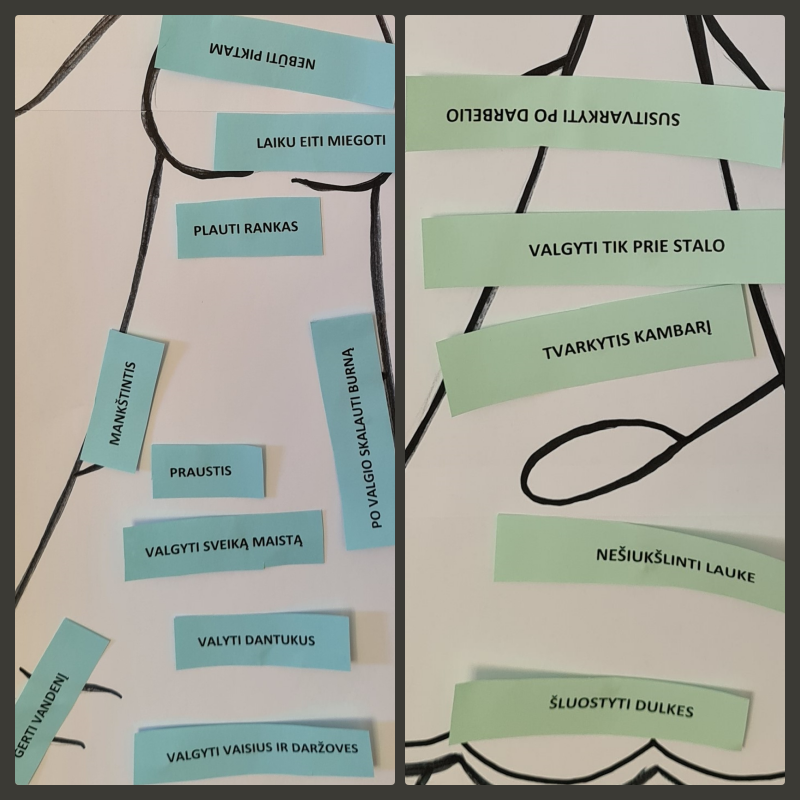 NEBŪTI PIKTAM
LAIKU EITI MIEGOTI
PLAUTI RANKAS
MANKŠTINTIS
PO VALGIO SKALAUTI BURNĄ
PRAUSTIS
VALGYTI SVEIKĄ MAISTĄ
VALYTI DANTUKUS
GERTI VANDENĮ
VALGYTI VAISIUS IR DARŽOVES
SUSITVARKYTI PO DARBELIO
VALGYTI TIK PRIE STALO
TVARKYTIS KAMBARĮ
NEŠIUKŠLINTI LAUKE
ŠLUOSTYTI DULKES